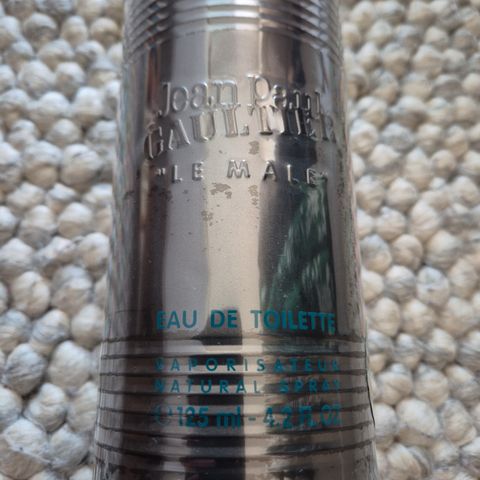 Jean Paul
GAULTIER
"LE MALE"
EAU DE TOILETTE
VAPORISATEUR
NATURAL SPRAY
℮ 125 ml - 4.2 FL.OZ